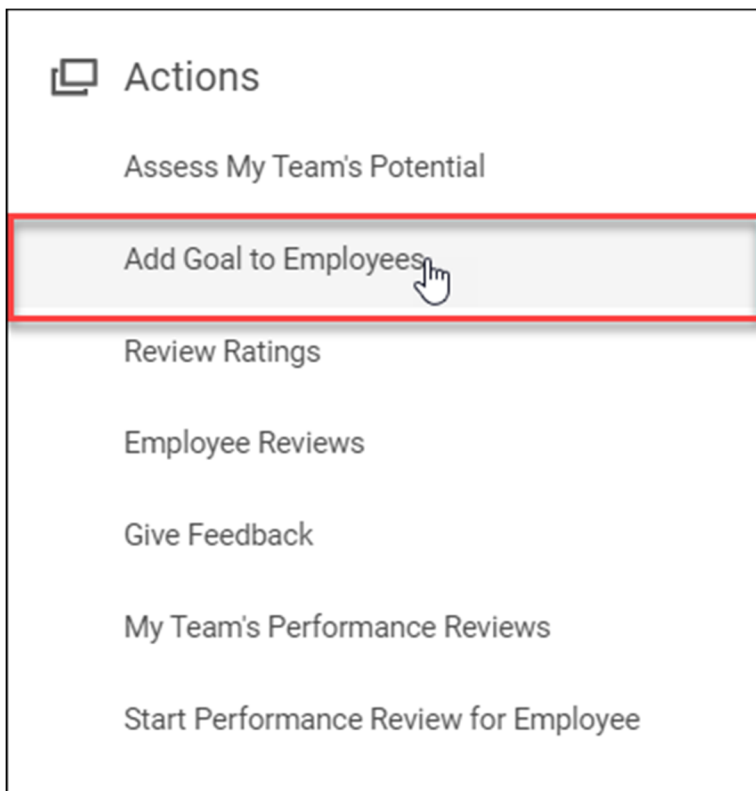 Actions
Assess My Team's Potential
Add Goal to Employees
Review Ratings
Employee Reviews
Give Feedback
My Team's Performance Reviews
Start Performance Review for Employee